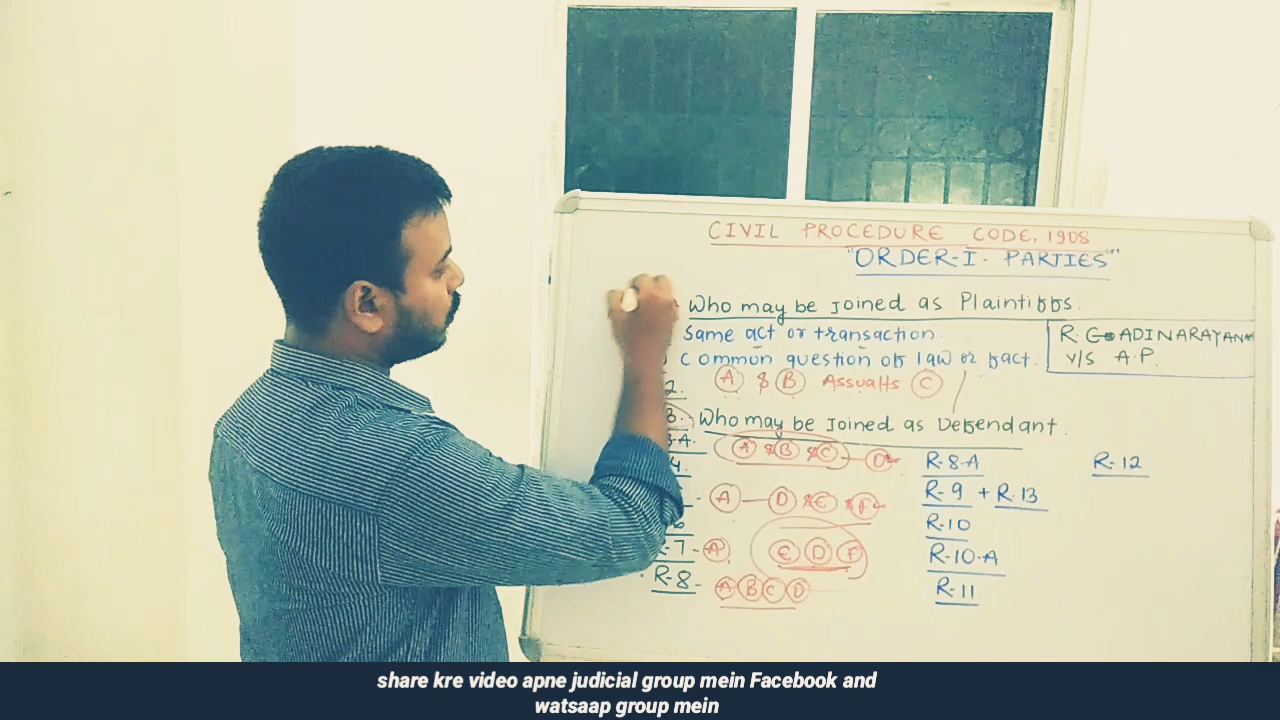 CIVIL PROCEDURE CODE, 1908
"ORDER-I- PARTIES"
Who may be Joined as Plaintiffs.
Same act or transaction.
Common question of law or fact.
R. G ADINARAYANA
V/S A.P.
2. A & B Assualts C
3. Who may be Joined as Defendant.
3-A. A & B & C — D
4.
A — D & E & F
6
R-7 - A E D F
R-8 - A B C D
R-8-A
R-9 + R-13
R-10
R-10-A
R-11
R-12
share kre video apne judicial group mein Facebook and
watsaap group mein